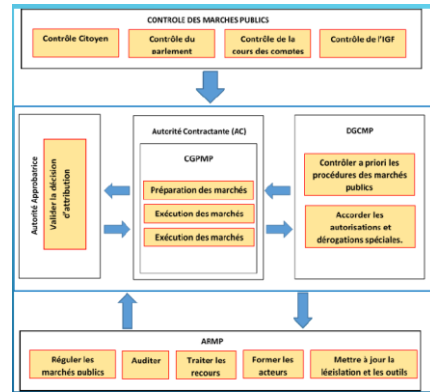 CONTROLE DES MARCHES PUBLICS
Contrôle Citoyen
Contrôle du
parlement
Contrôle de la
cours des comptes
Contrôle de l'IGF
Autorité Approbatrice
Valider la décision
d'attribution
Autorité Contractante (AC)
CGPMP
Préparation des marchés
Exécution des marchés
Exécution des marchés
DGCMP
Contrôler a priori les
procédures des marchés
publics
Accorder les
autorisations et
dérogations spéciales.
ARMP
Réguler les
marchés publics
Auditer
Traiter les
recours
Former les
acteurs
Mettre à jour la
législation et les outils